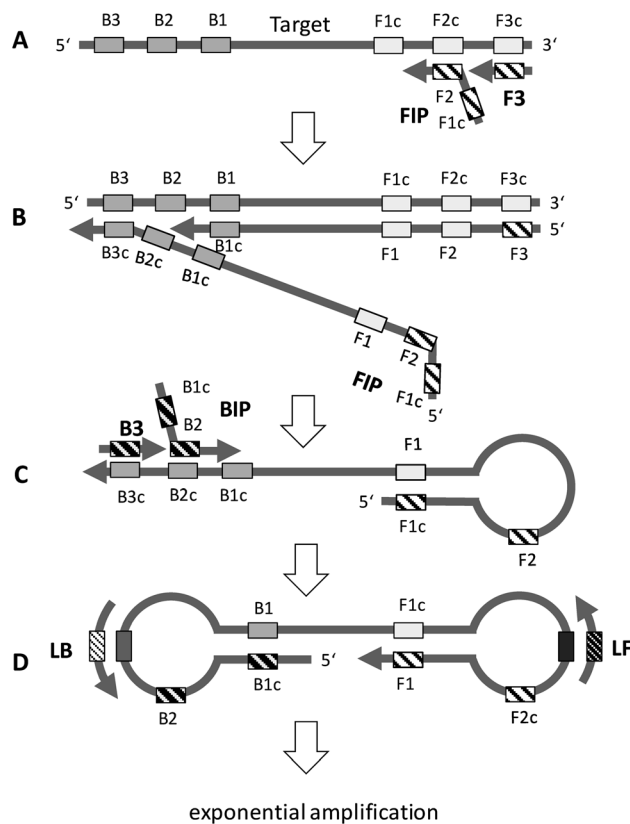 Target
B3 B2 B1 F1c F2c F3c
A 5‘ 3‘
F2 F3
FIP
F1c
B3 B2 B1 F1c F2c F3c
5‘ 3‘
B
5‘
B3c B2c B1c B1c F1 F2 F3
F1 F2
FIP
F1c
5‘
B1c BIP
B3 B2
F1
C
B3c B2c B1c 5‘
F1c
F2
B1 F1c
LB LF
D
5‘
B1c F1
B2 F2c
exponential amplification